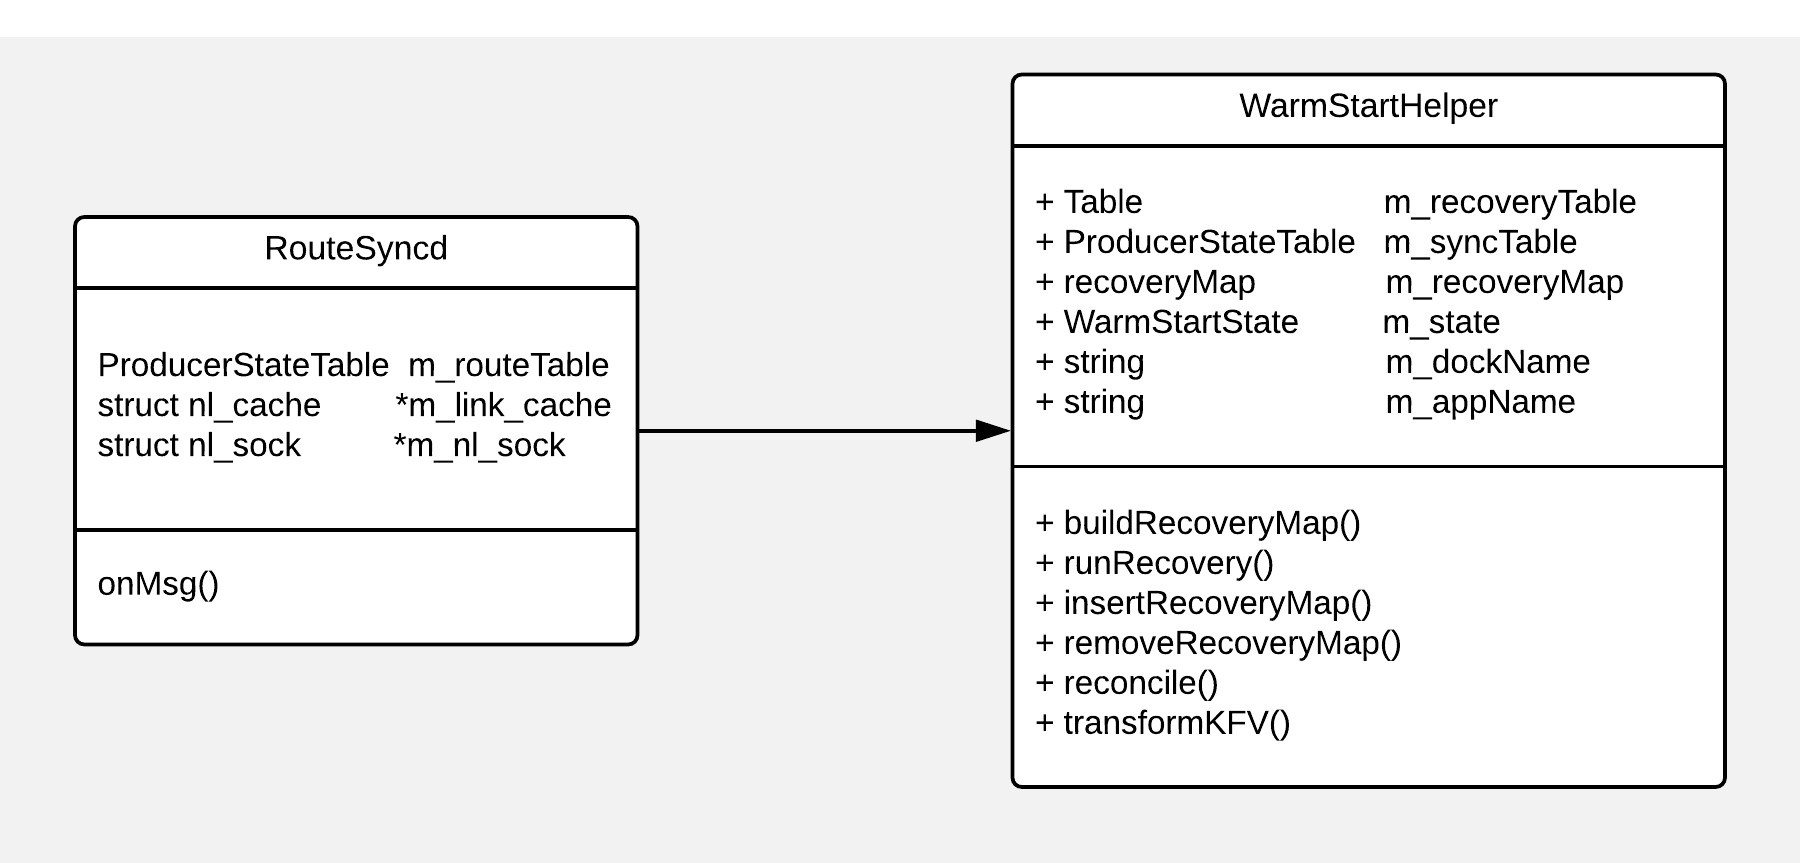 RouteSyncd
ProducerStateTable m_routeTable
struct nl_cache *m_link_cache
struct nl_sock *m_nl_sock
onMsg()
WarmStartHelper
+ Table m_recoveryTable
+ ProducerStateTable m_syncTable
+ recoveryMap m_recoveryMap
+ WarmStartState m_state
+ string m_dockName
+ string m_appName
+ buildRecoveryMap()
+ runRecovery()
+ insertRecoveryMap()
+ removeRecoveryMap()
+ reconcile()
+ transformKFV()